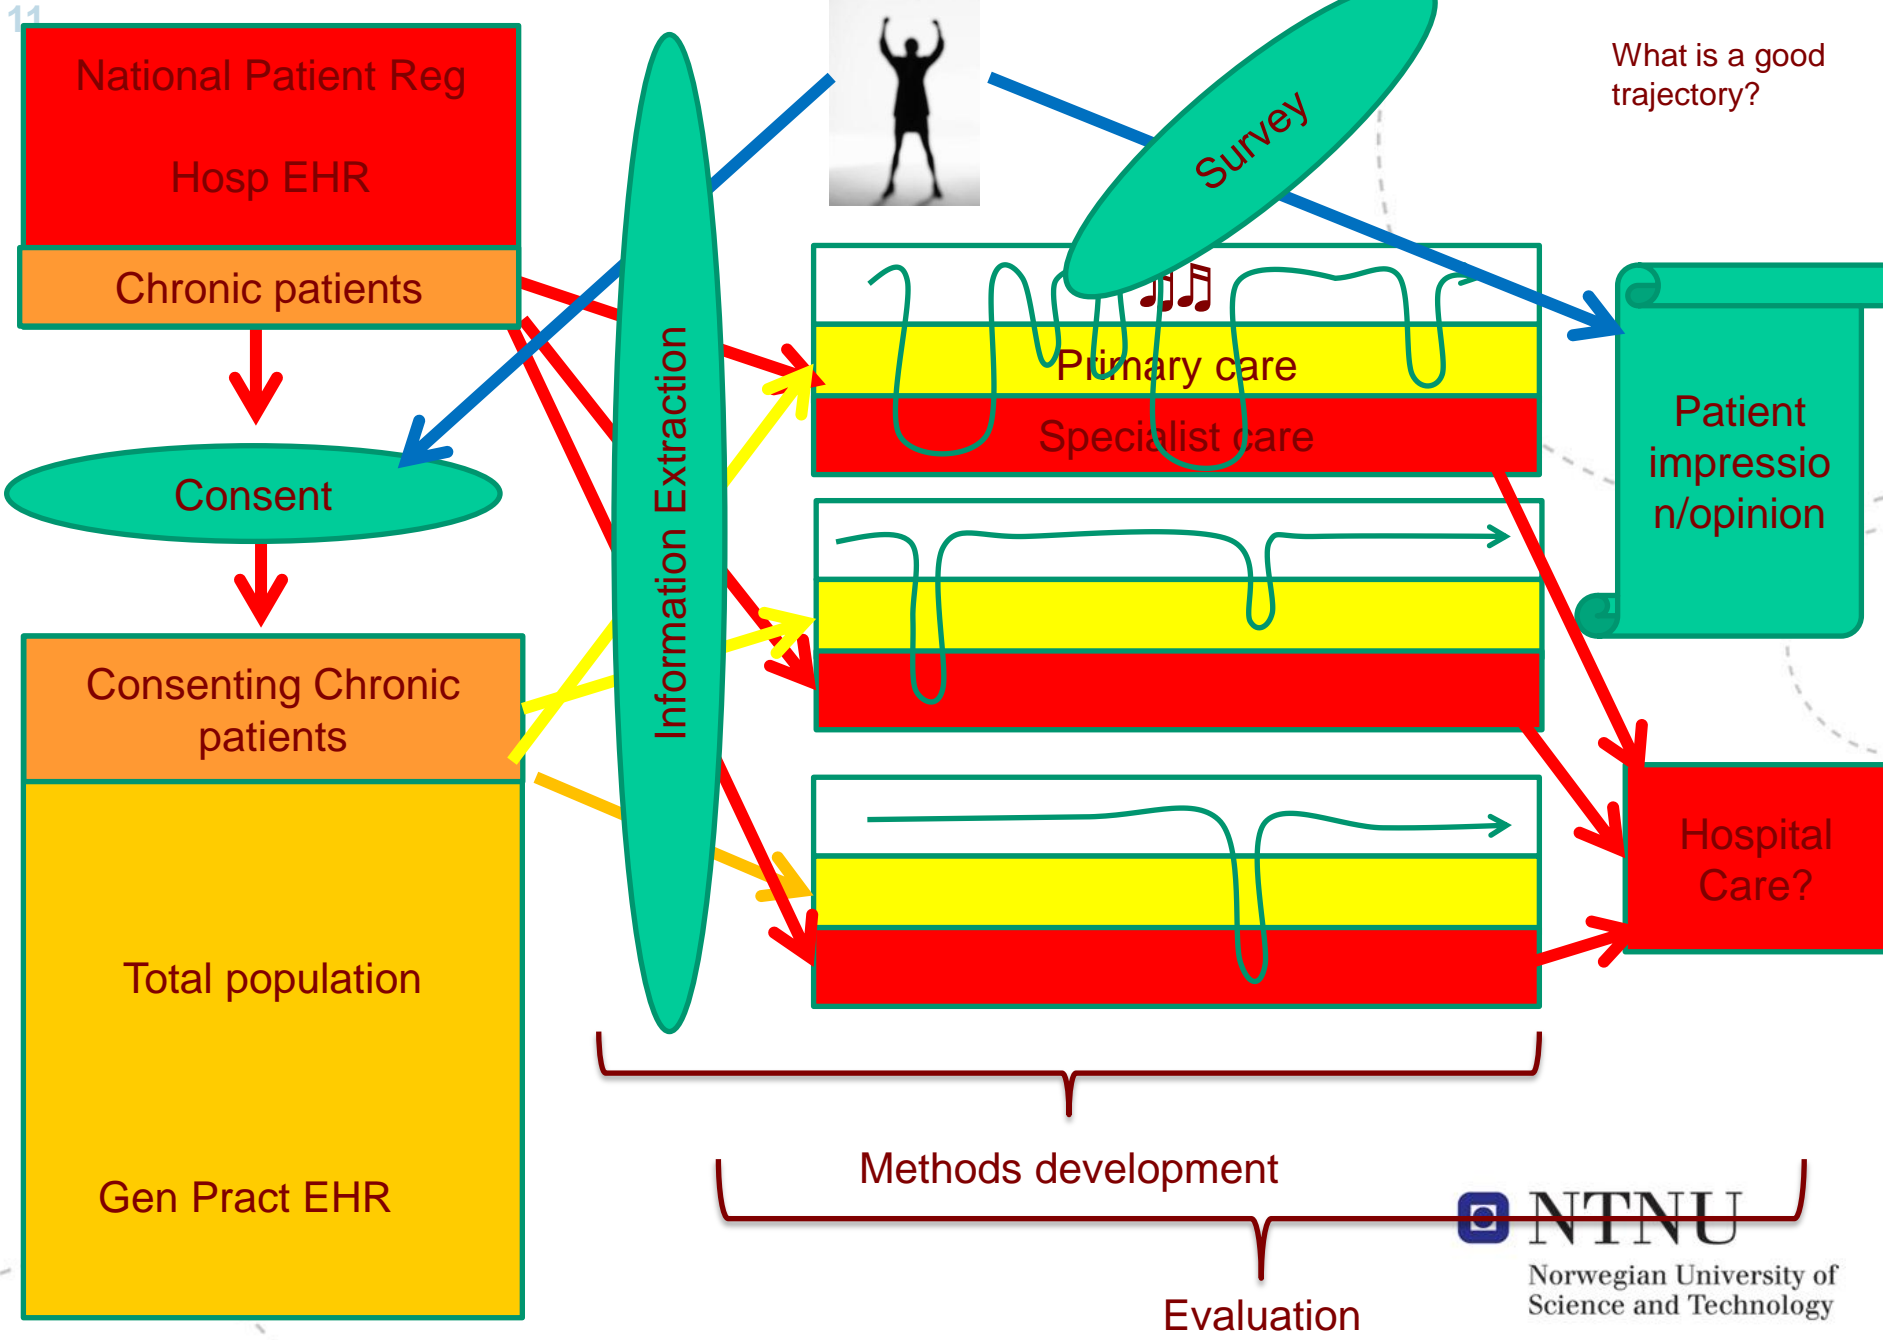 11
National Patient Reg
Hosp EHR
Chronic patients
Consent
Consenting Chronic
patients
Total population
Gen Pract EHR
Information Extraction
Survey
What is a good
trajectory?
Primary care
Specialist care
Patient
impressio
n/opinion
Hospital
Care?
Methods development
Evaluation
NTNU
Norwegian University of
Science and Technology